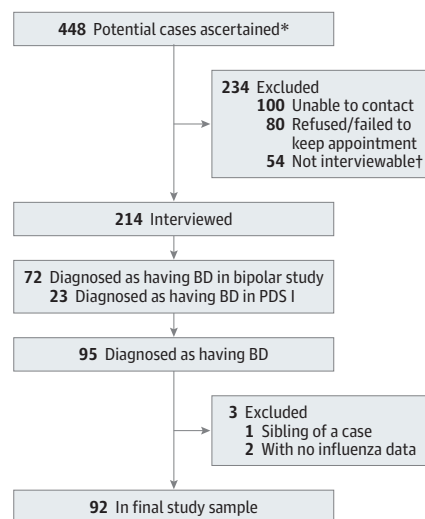 448 Potential cases ascertained*
234 Excluded
100 Unable to contact
80 Refused/failed to
keep appointment
54 Not interviewable†
214 Interviewed
72 Diagnosed as having BD in bipolar study
23 Diagnosed as having BD in PDS I
95 Diagnosed as having BD
3 Excluded
1 Sibling of a case
2 With no influenza data
92 In final study sample